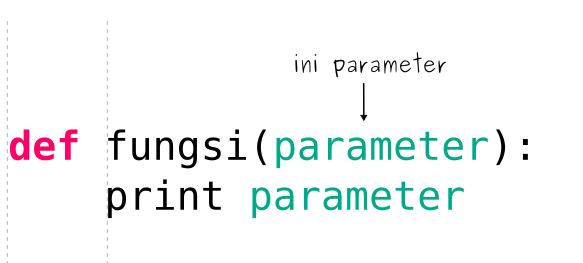 ini parameter
def fungsi(parameter):
print parameter